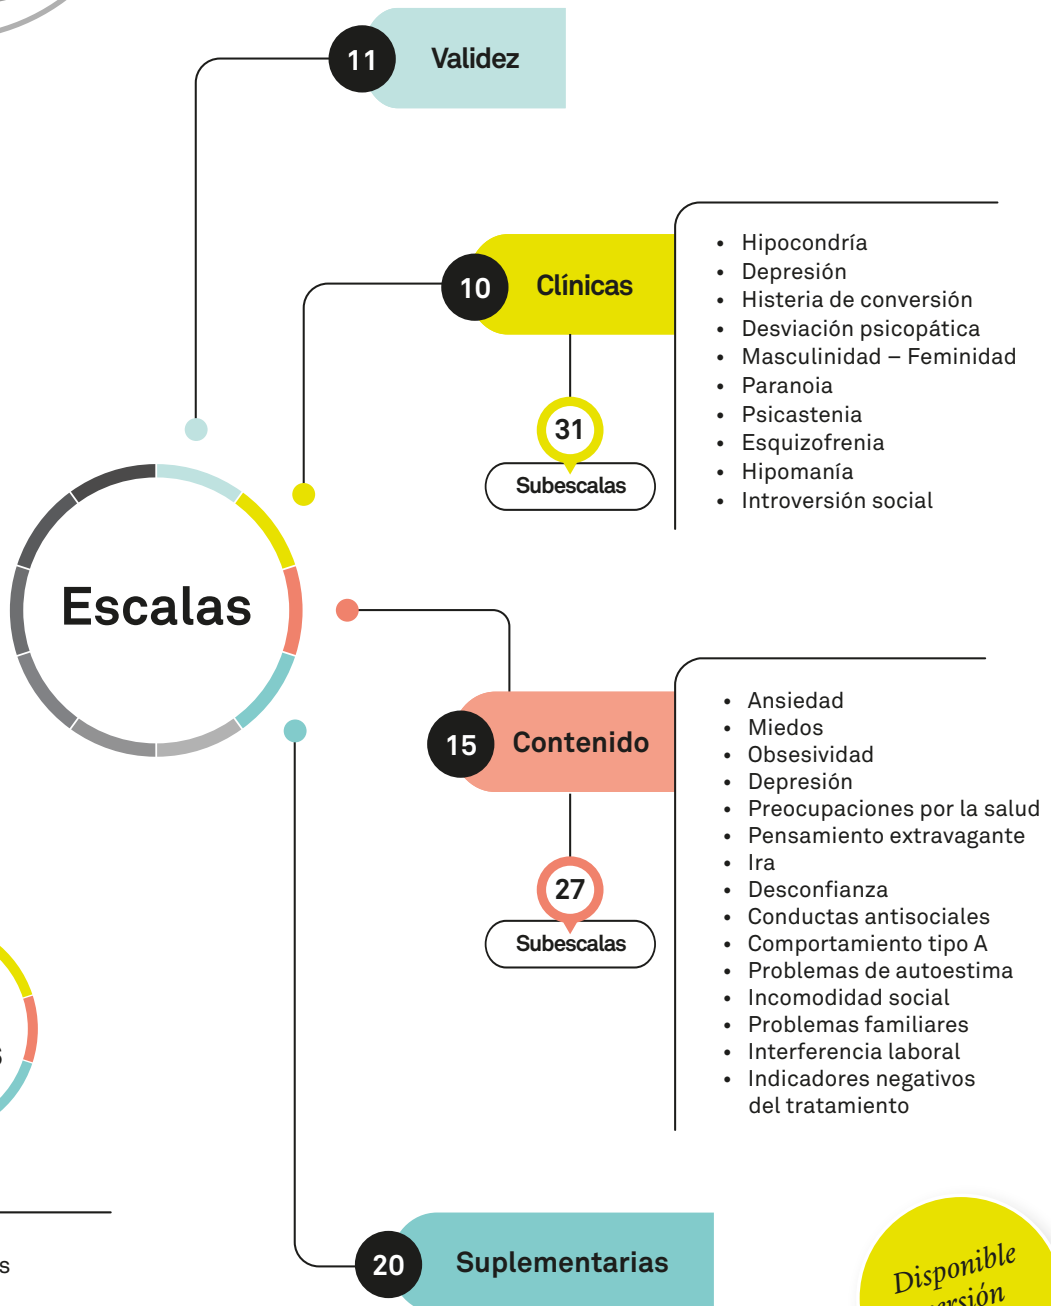 11 Validez
10 Clínicas
31
Subescalas
• Hipocondría
• Depresión
• Histeria de conversión
• Desviación psicopática
• Masculinidad – Feminidad
• Paranoia
• Psicastenia
• Esquizofrenia
• Hipomanía
• Introversión social
Escalas
15 Contenido
27
Subescalas
• Ansiedad
• Miedos
• Obsesividad
• Depresión
• Preocupaciones por la salud
• Pensamiento extravagante
• Ira
• Desconfianza
• Conductas antisociales
• Comportamiento tipo A
• Problemas de autoestima
• Incomodidad social
• Problemas familiares
• Interferencia laboral
• Indicadores negativos
del tratamiento
20 Suplementarias
Disponible